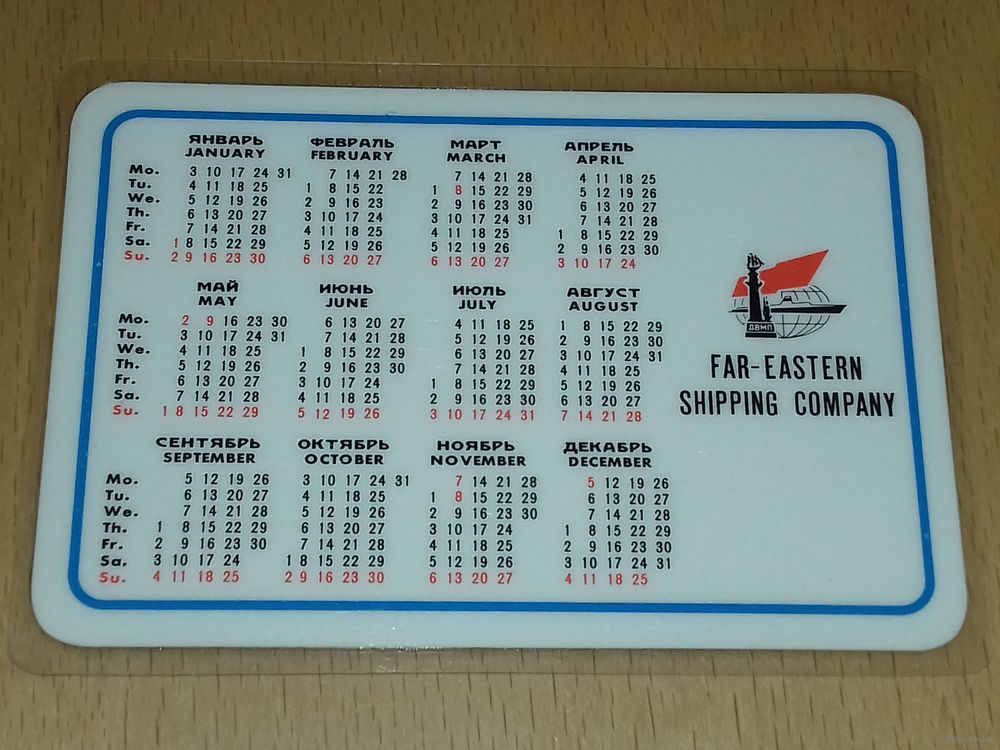 ЯНВАРЬ ФЕВРАЛЬ МАРТ АПРЕЛЬ
JANUARY FEBRUARY MARCH APRIL
Mo. 3 10 17 24 31 7 14 21 28 7 14 21 28 4 11 18 25
Tu. 4 11 18 25 1 8 15 22 1 8 15 22 29 5 12 19 26
We. 5 12 19 26 2 9 16 23 2 9 16 23 30 6 13 20 27
Th. 6 13 20 27 3 10 17 24 3 10 17 24 31 7 14 21 28
Fr. 7 14 21 28 4 11 18 25 4 11 18 25 1 8 15 22 29
Sa. 1 8 15 22 29 5 12 19 26 5 12 19 26 2 9 16 23 30
Su. 2 9 16 23 30 6 13 20 27 6 13 20 27 3 10 17 24
МАЙ ИЮНЬ ИЮЛЬ АВГУСТ
MAY JUNE JULY AUGUST
Mo. 2 9 16 23 30 6 13 20 27 4 11 18 25 1 8 15 22 29
Tu. 3 10 17 24 31 7 14 21 28 5 12 19 26 2 9 16 23 30
We. 4 11 18 25 1 8 15 22 29 6 13 20 27 3 10 17 24 31
Th. 5 12 19 26 2 9 16 23 30 7 14 21 28 4 11 18 25
Fr. 6 13 20 27 3 10 17 24 1 8 15 22 29 5 12 19 26
Sa. 7 14 21 28 4 11 18 25 2 9 16 23 30 6 13 20 27
Su. 1 8 15 22 29 5 12 19 26 3 10 17 24 31 7 14 21 28
СЕНТЯБРЬ ОКТЯБРЬ НОЯБРЬ ДЕКАБРЬ
SEPTEMBER OCTOBER NOVEMBER DECEMBER
Mo. 5 12 19 26 3 10 17 24 31 7 14 21 28 5 12 19 26
Tu. 6 13 20 27 4 11 18 25 1 8 15 22 29 6 13 20 27
We. 7 14 21 28 5 12 19 26 2 9 16 23 30 7 14 21 28
Th. 1 8 15 22 29 6 13 20 27 3 10 17 24 1 8 15 22 29
Fr. 2 9 16 23 30 7 14 21 28 4 11 18 25 2 9 16 23 30
Sa. 3 10 17 24 1 8 15 22 29 5 12 19 26 3 10 17 24 31
Su. 4 11 18 25 2 9 16 23 30 6 13 20 27 4 11 18 25
ДВМП
FAR-EASTERN
SHIPPING COMPANY